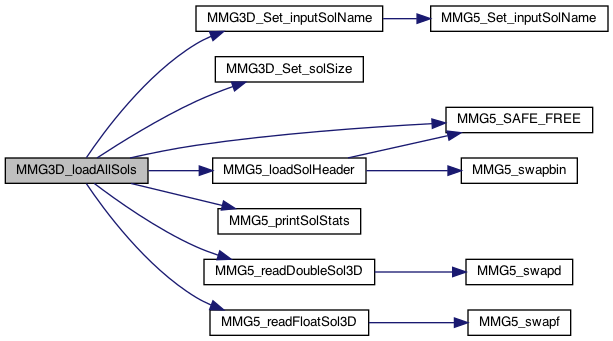 MMG3D_Set_inputSolName
MMG5_Set_inputSolName
MMG3D_Set_solSize
MMG5_SAFE_FREE
MMG3D_loadAllSols
MMG5_loadSolHeader
MMG5_swapbin
MMG5_printSolStats
MMG5_readDoubleSol3D
MMG5_swapd
MMG5_readFloatSol3D
MMG5_swapf